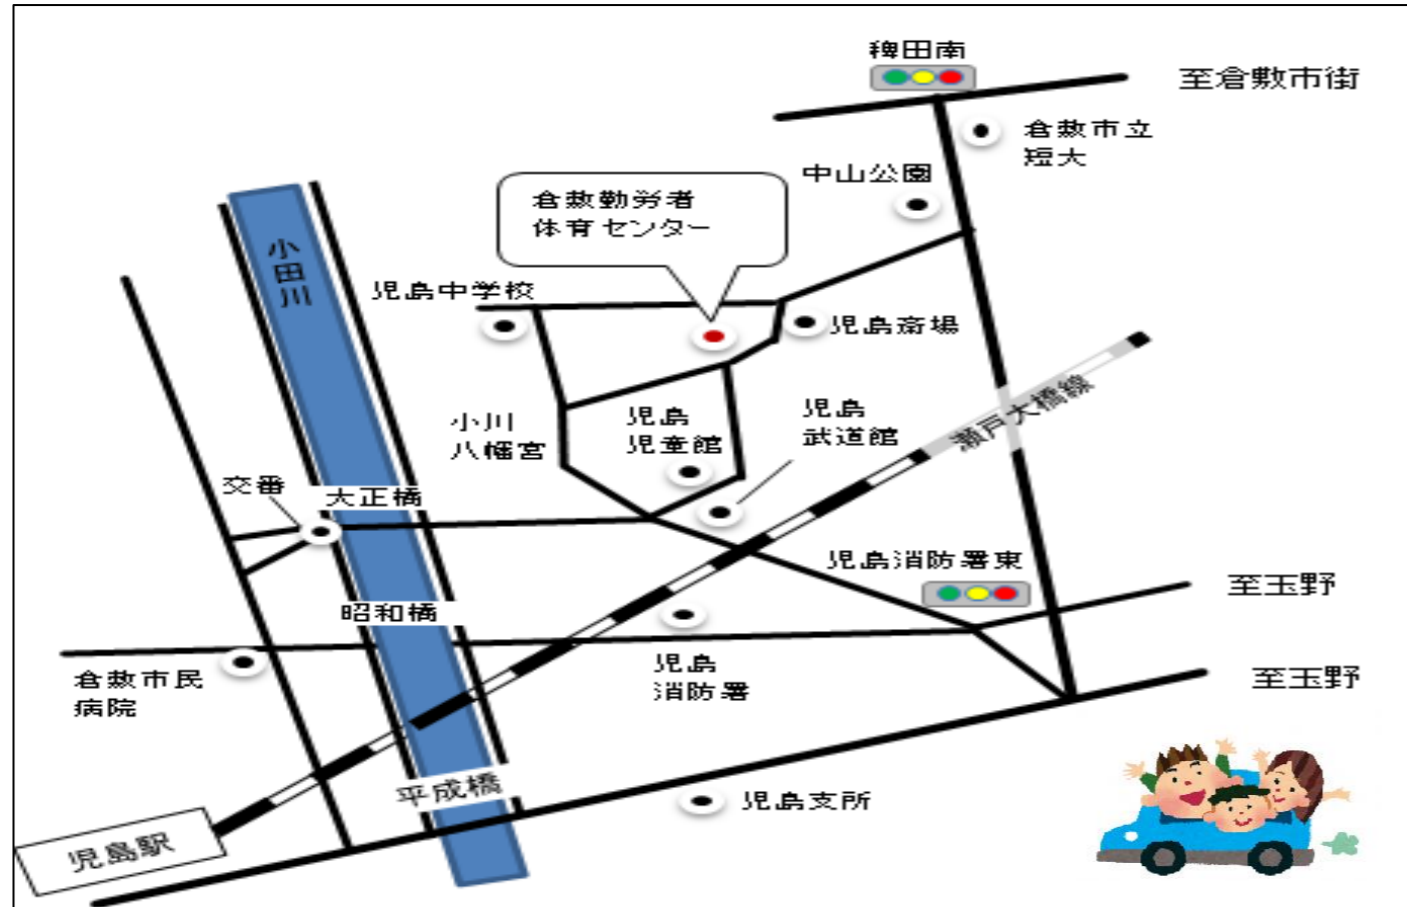 稗田南
至倉敷市街
倉敷市立
短大
中山公園
倉敷勤労者
体育センター
小田川
児島中学校
児島斎場
瀬戸大橋線
小川
八幡宮
児島
児童館
児島
武道館
交番
大正橋
児島消防署東
至玉野
昭和橋
倉敷市民
病院
児島
消防署
至玉野
平成橋
児島支所
児島駅